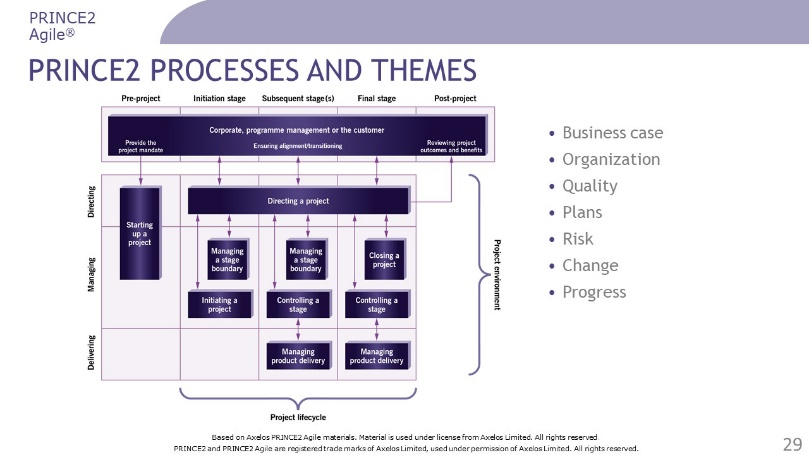 PRINCE2
Agile®
PRINCE2 PROCESSES AND THEMES
Pre-project
Initiation stage
Subsequent stage(s)
Final stage
Post-project
Corporate, programme management or the customer
Provide the
project mandate
Ensuring alignment/transitioning
Reviewing project
outcomes and benefits
Directing
Directing a project
Starting
up a
project
Managing
Managing
a stage
boundary
Managing
a stage
boundary
Closing a
project
Initiating a
project
Controlling a
stage
Controlling a
stage
Delivering
Managing
product delivery
Managing
product delivery
Project environment
Project lifecycle
• Business case
• Organization
• Quality
• Plans
• Risk
• Change
• Progress
Based on Axelos PRINCE2 Agile materials. Material is used under license from Axelos Limited. All rights reserved
PRINCE2 and PRINCE2 Agile are registered trade marks of Axelos Limited, used under permission of Axelos Limited. All rights reserved.
29